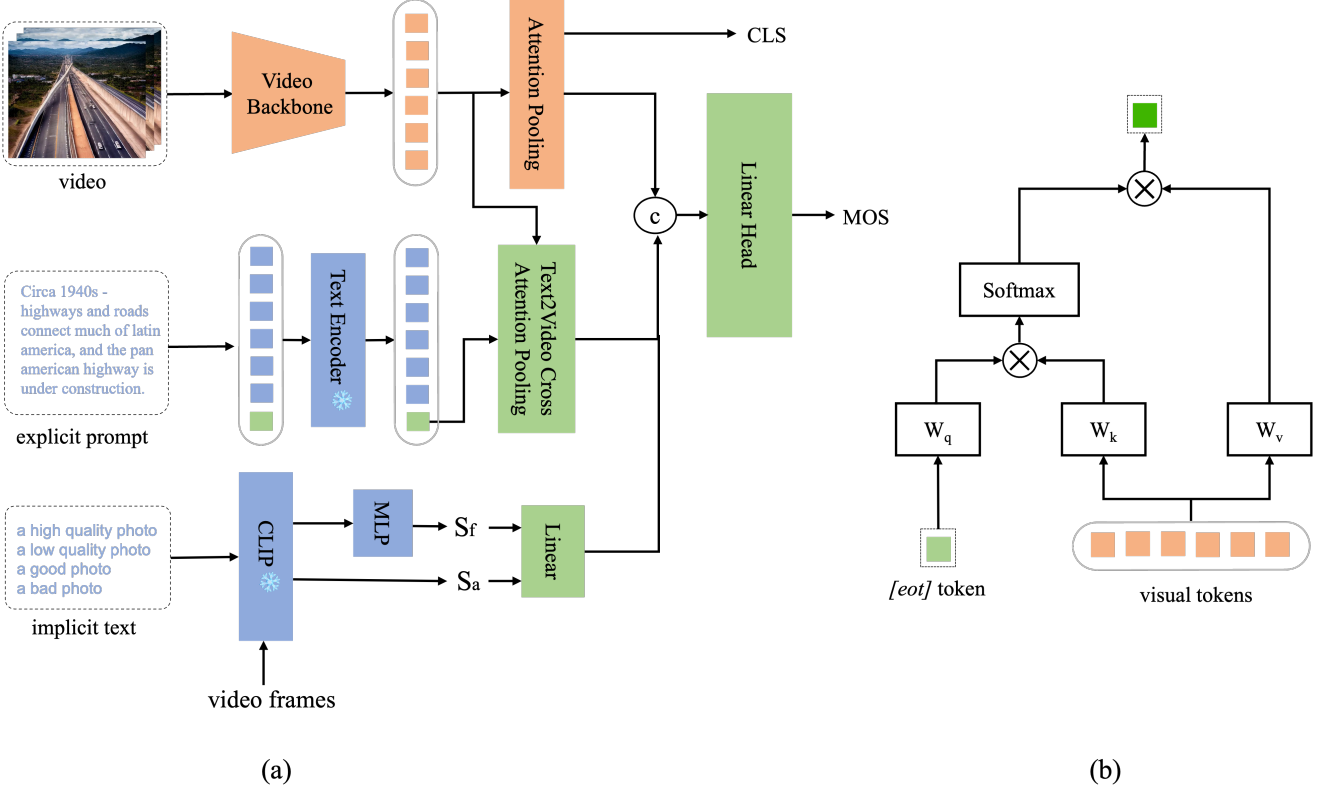 video
Video
Backbone
Attention Pooling
CLS
Circa 1940s -
highways and roads
connect much of latin
america, and the pan
american highway is
under construction.
explicit prompt
Text Encoder
Text2Video Cross
Attention Pooling
c
Linear Head
MOS
a high quality photo
a low quality photo
a good photo
a bad photo
implicit text
CLIP
video frames
MLP
Sf
Sa
Linear
(a)
Softmax
Wq
Wk
Wv
[eot] token
visual tokens
(b)